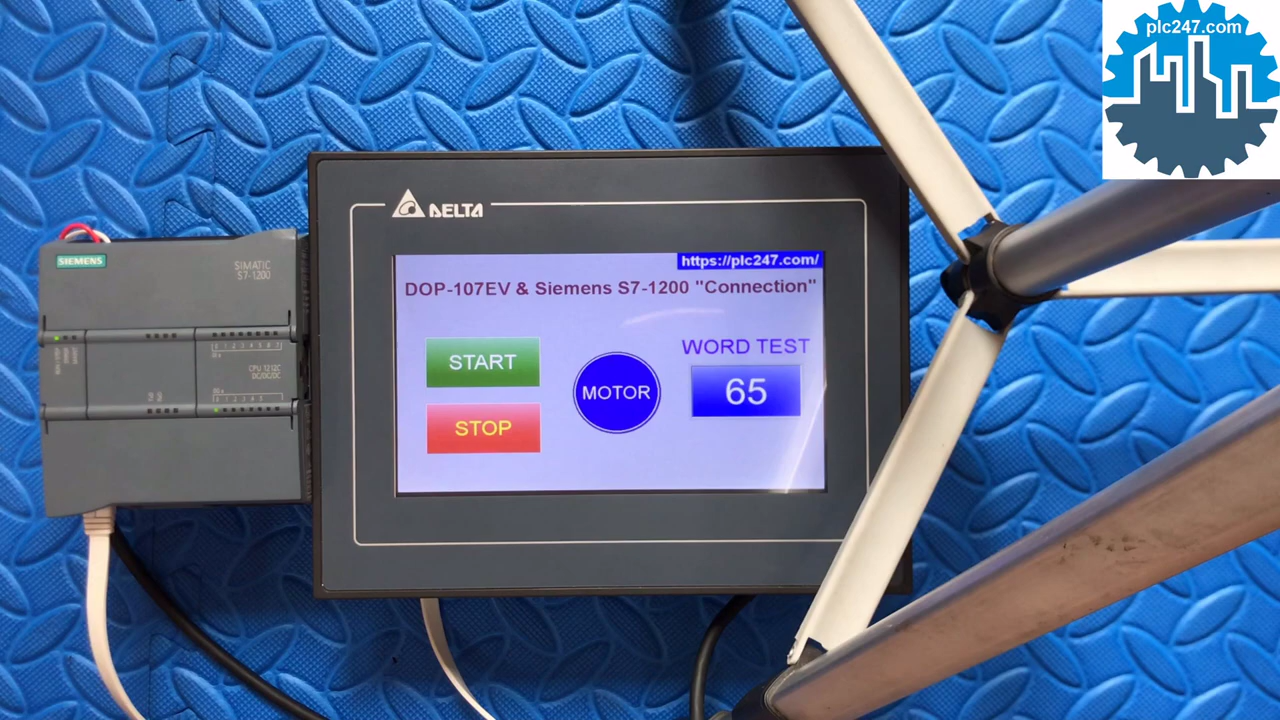 plc247.com
DELTA
https://plc247.com/
DOP-107EV & Siemens S7-1200 "Connection"
START
STOP
MOTOR
WORD TEST
65
SIEMENS
SIMATIC
S7-1200
CPU 1212C
DC/DC/DC